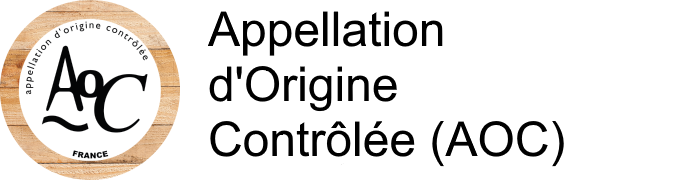 appellation d'origine contrôlée
AOC
FRANCE
Appellation
d'Origine
Contrôlée (AOC)